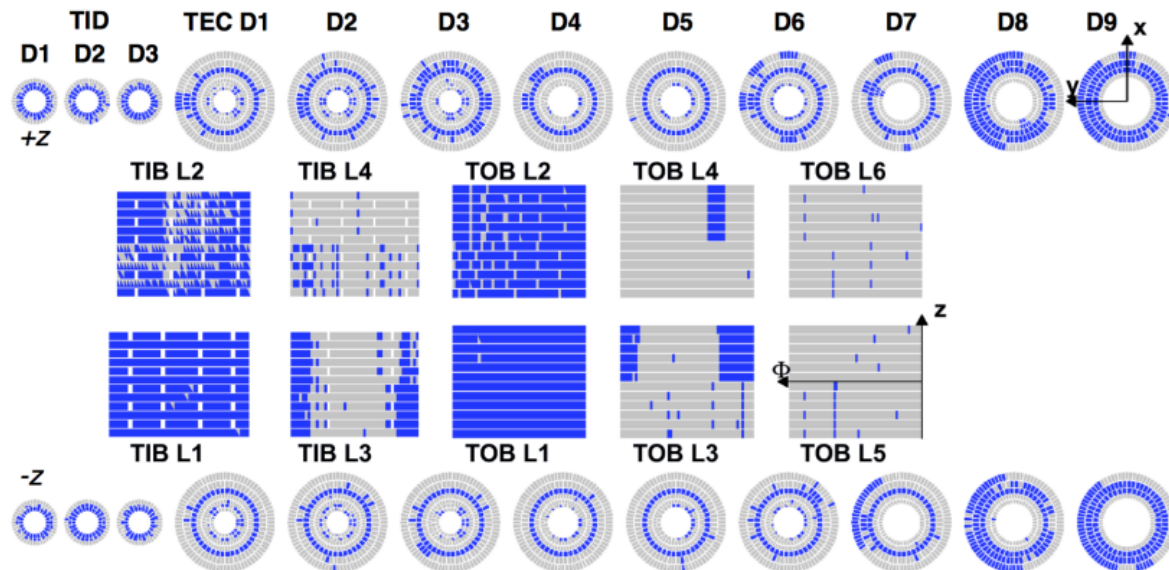 TID TEC D1 D2 D3 D4 D5 D6 D7 D8 D9
D1 D2 D3
x
y
+z
TIB L2 TIB L4 TOB L2 TOB L4 TOB L6
z
Φ
TIB L1 TIB L3 TOB L1 TOB L3 TOB L5
-z